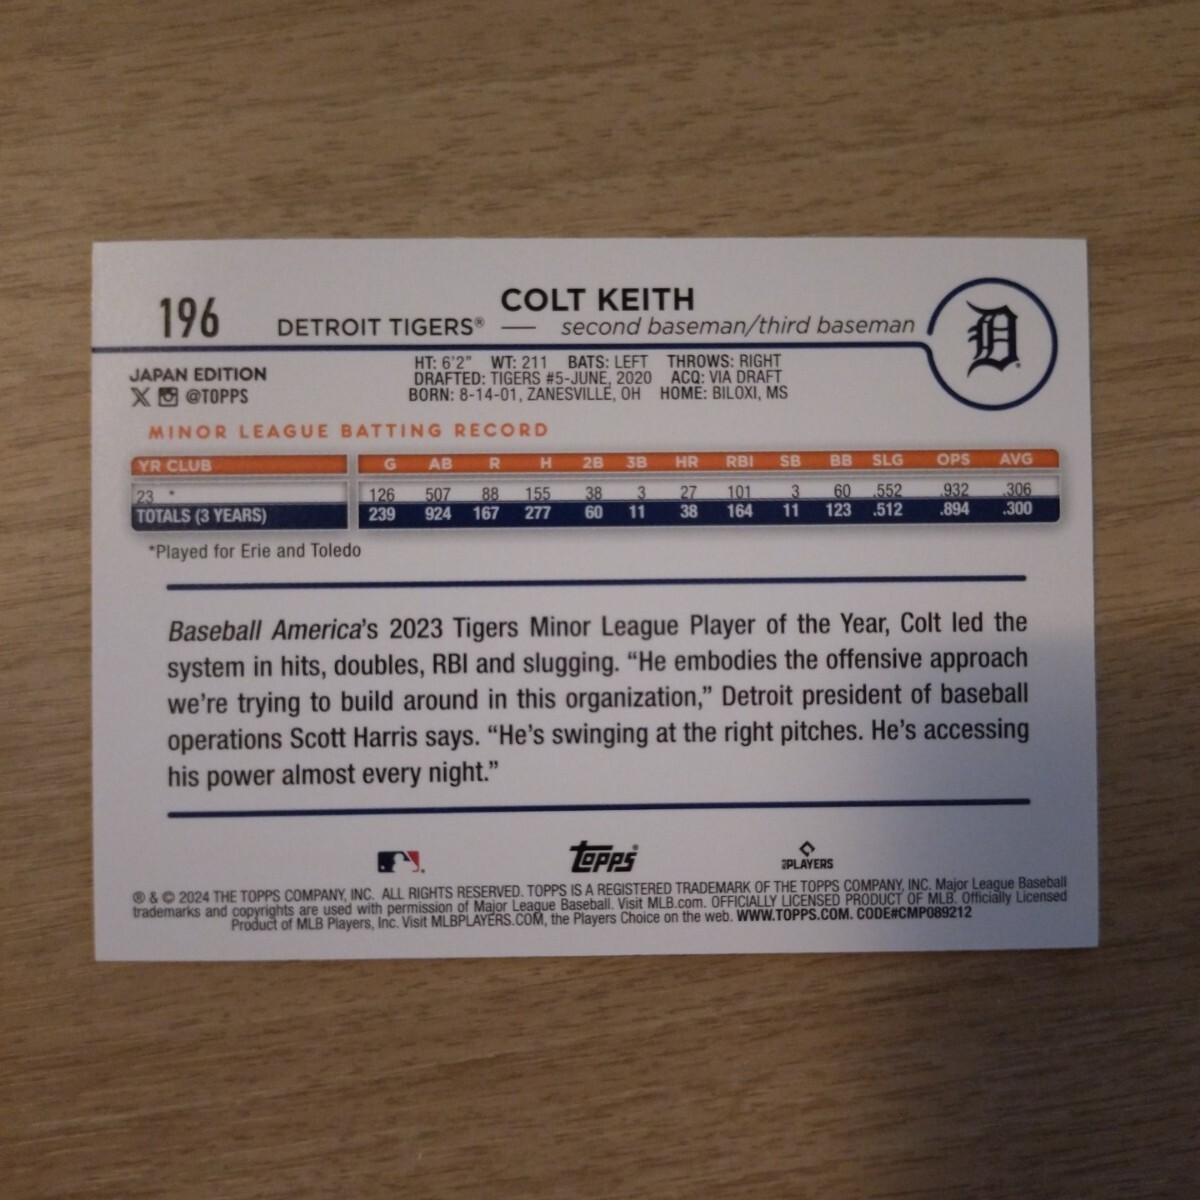 196
COLT KEITH
DETROIT TIGERS® — second baseman/third baseman
D
JAPAN EDITION
X @TOPPS
HT: 6'2" WT: 211 BATS: LEFT THROWS: RIGHT
DRAFTED: TIGERS #5-JUNE, 2020 ACQ: VIA DRAFT
BORN: 8-14-01, ZANESVILLE, OH HOME: BILOXI, MS
MINOR LEAGUE BATTING RECORD
YR CLUB G AB R H 2B 3B HR RBI SB BB SLG OPS AVG
23 * 126 507 88 155 38 3 27 101 3 60 .552 .932 .306
TOTALS (3 YEARS) 239 924 167 277 60 11 38 164 11 123 .512 .894 .300
*Played for Erie and Toledo
Baseball America's 2023 Tigers Minor League Player of the Year, Colt led the
system in hits, doubles, RBI and slugging. “He embodies the offensive approach
we're trying to build around in this organization,” Detroit president of baseball
operations Scott Harris says. “He's swinging at the right pitches. He's accessing
his power almost every night.”
Topps®
PLAYERS
® & © 2024 THE TOPPS COMPANY, INC. ALL RIGHTS RESERVED. TOPPS IS A REGISTERED TRADEMARK OF THE TOPPS COMPANY, INC. Major League Baseball
trademarks and copyrights are used with permission of Major League Baseball. Visit MLB.com. OFFICIALLY LICENSED PRODUCT OF MLB. Officially Licensed
Product of MLB Players, Inc. Visit MLBPLAYERS.COM, the Players Choice on the web. WWW.TOPPS.COM. CODE#CMP089212